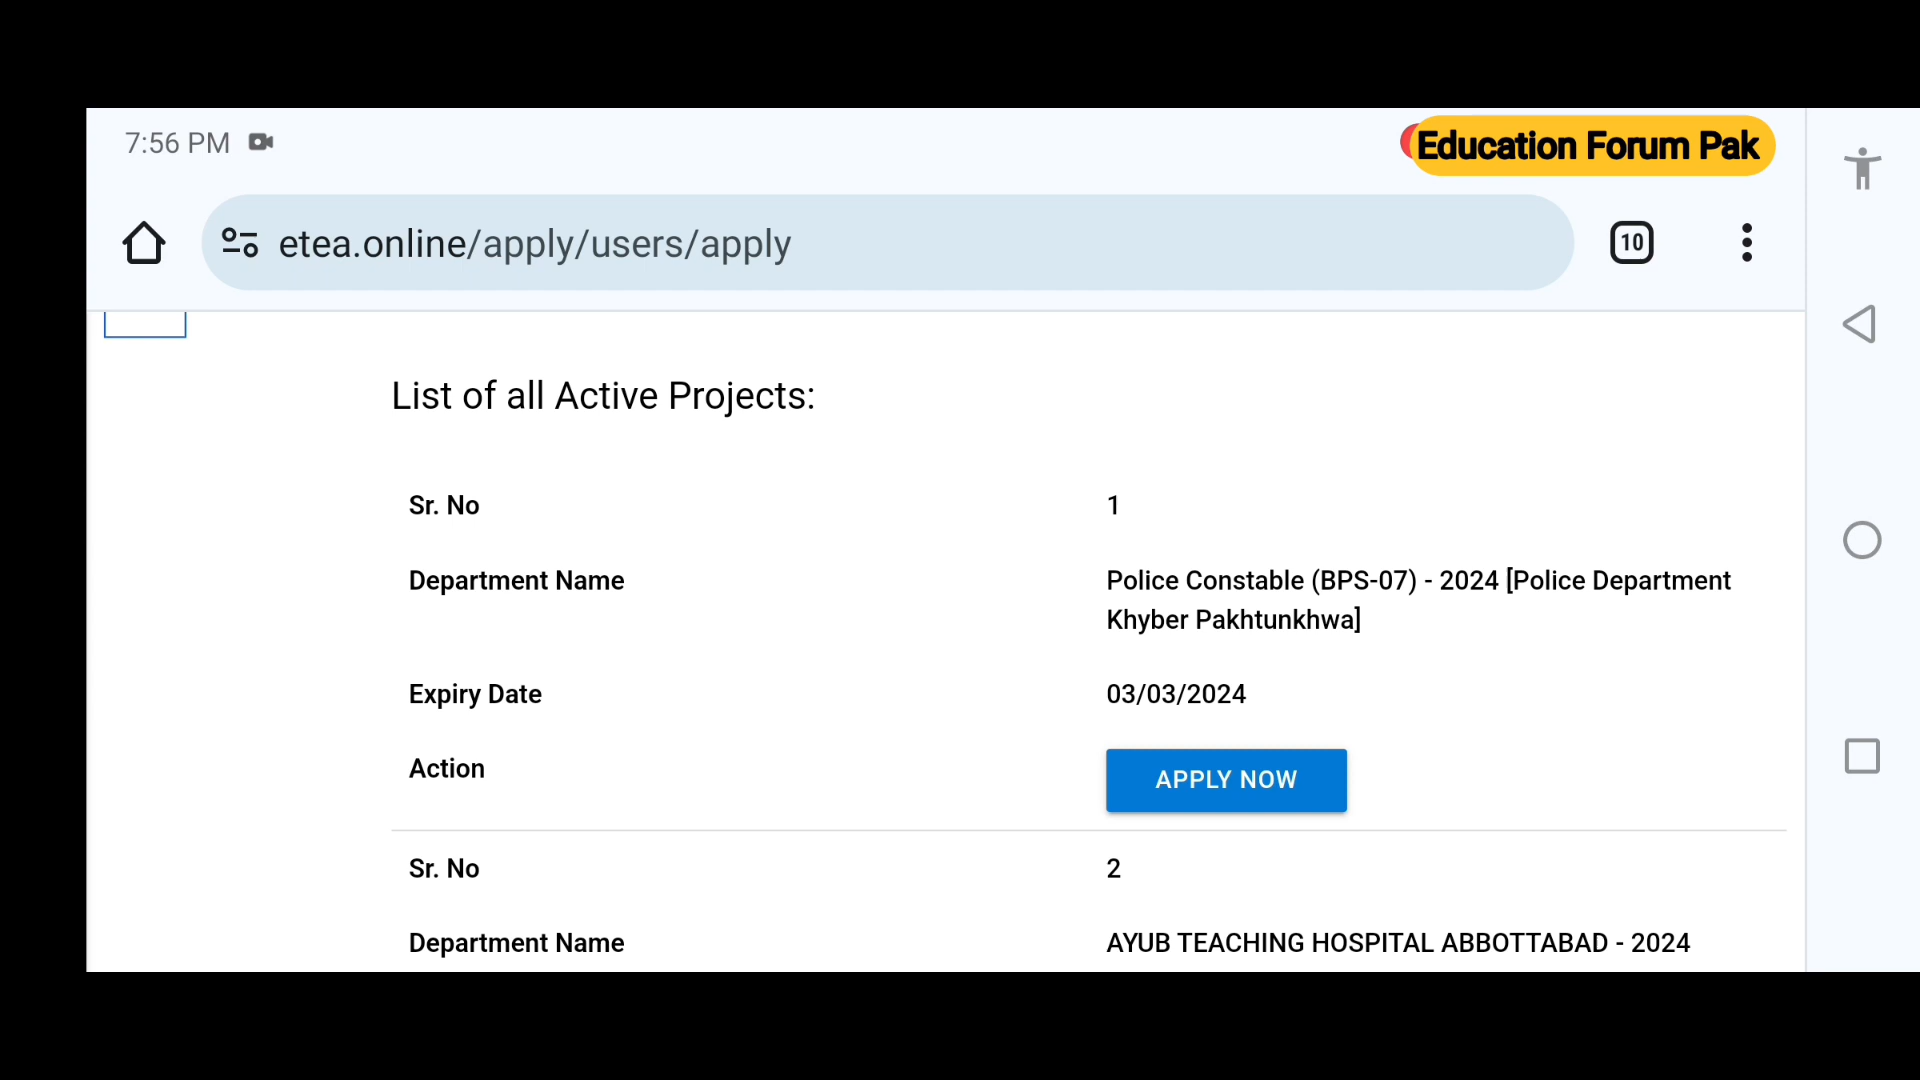 7:56 PM
Education Forum Pak
etea.online/apply/users/apply
10
List of all Active Projects:
Sr. No 1
Department Name Police Constable (BPS-07) - 2024 [Police Department
Khyber Pakhtunkhwa]
Expiry Date 03/03/2024
Action APPLY NOW
Sr. No 2
Department Name AYUB TEACHING HOSPITAL ABBOTTABAD - 2024